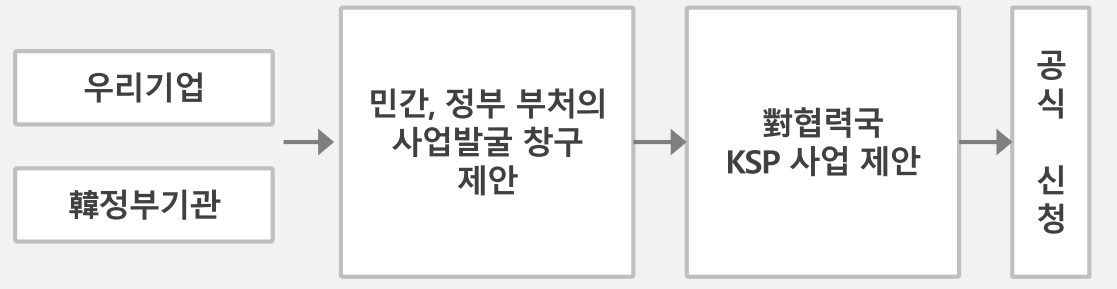 우리기업
韓정부기관
민간, 정부 부처의
사업발굴 창구
제안
對협력국
KSP 사업 제안
공식 신청